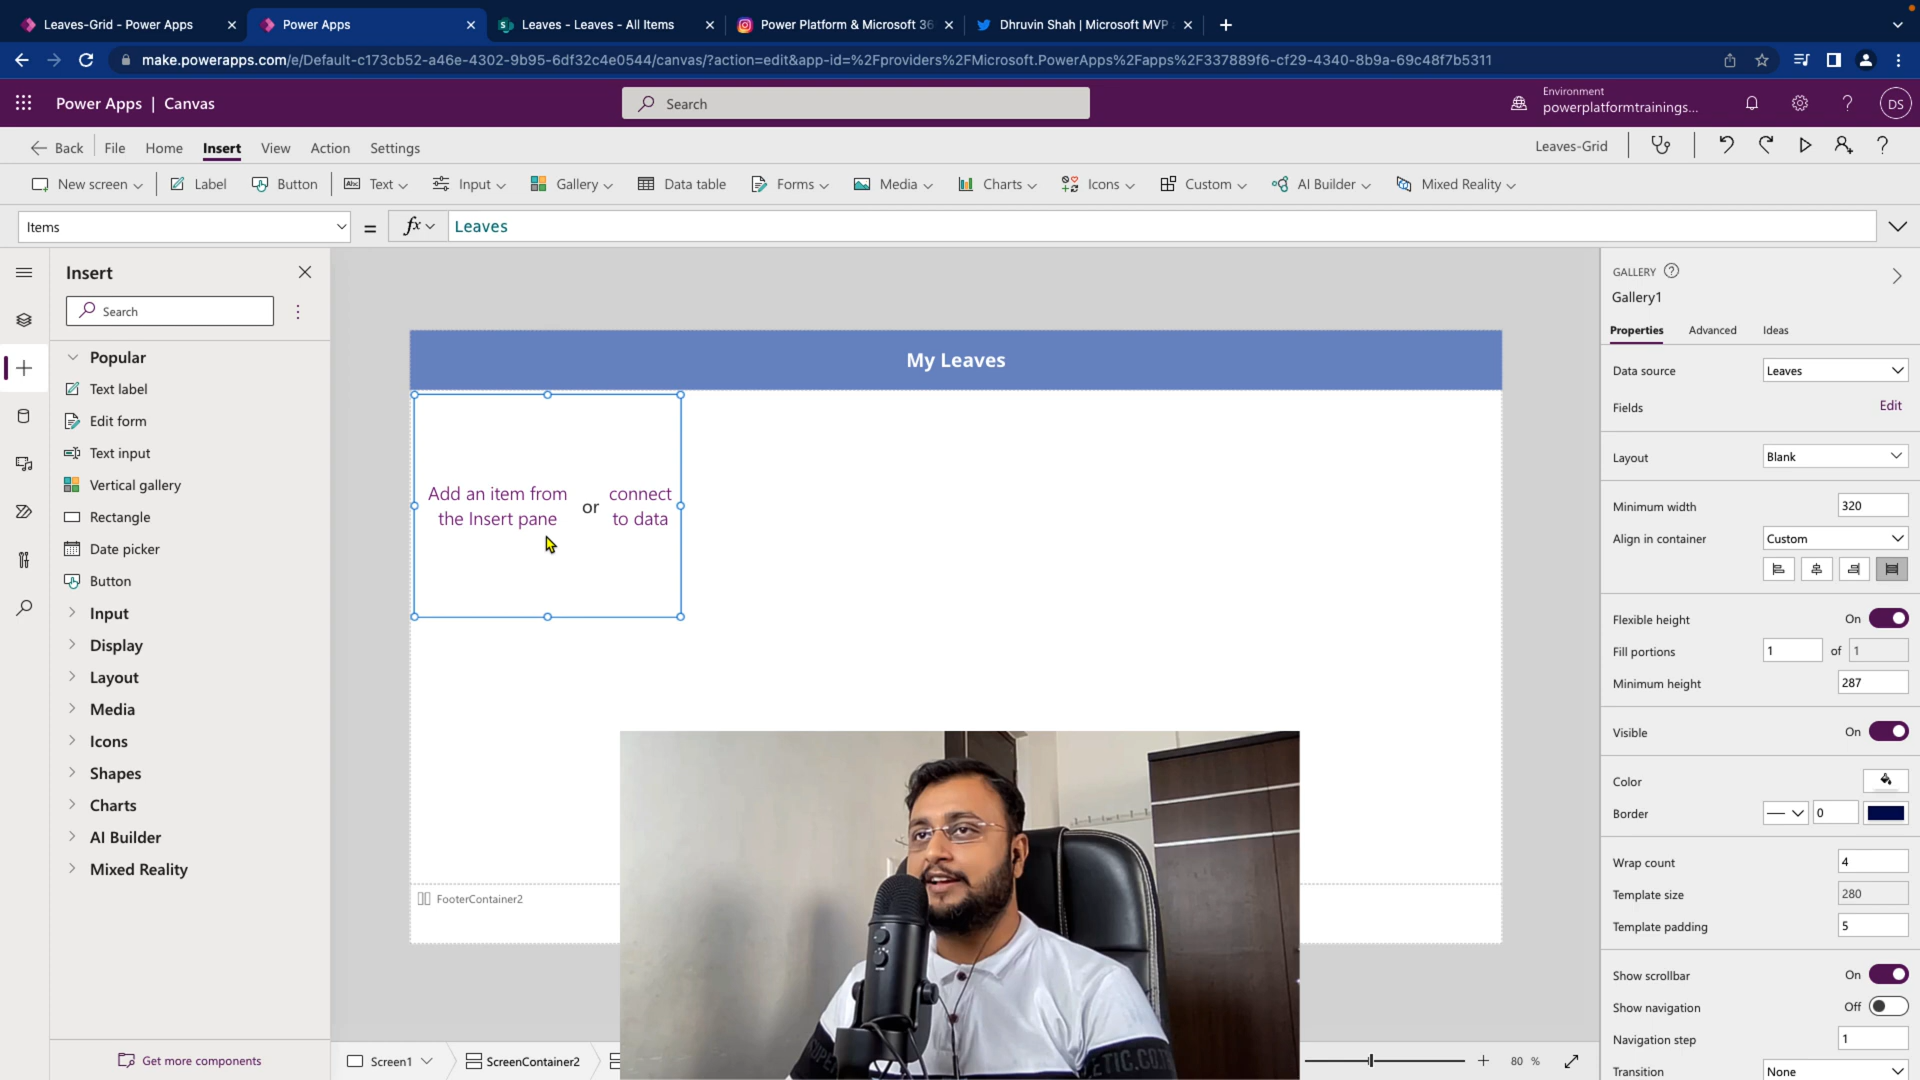 Leaves-Grid - Power Apps
Power Apps
Leaves - Leaves - All Items
Power Platform & Microsoft 36
Dhruvin Shah | Microsoft MVP
make.powerapps.com/e/Default-c173cb52-a46e-4302-9b95-6df32c4e0544/canvas/?action=edit&app-id=%2Fproviders%2FMicrosoft.PowerApps%2Fapps%2F337889f6-cf29-4340-8b9a-69c48f7b5311
Power Apps | Canvas
Search
Environment
powerplatformtrainings...
DS
Back
File
Home
Insert
View
Action
Settings
Leaves-Grid
New screen
Label
Button
Text
Input
Gallery
Data table
Forms
Media
Charts
Icons
Custom
AI Builder
Mixed Reality
Items
=
fx
Leaves
Insert
Search
Popular
Text label
Edit form
Text input
Vertical gallery
Rectangle
Date picker
Button
Input
Display
Layout
Media
Icons
Shapes
Charts
AI Builder
Mixed Reality
Get more components
My Leaves
Add an item from
the Insert pane
or
connect
to data
FooterContainer2
Screen1
ScreenContainer2
80 %
GALLERY
Gallery1
Properties
Advanced
Ideas
Data source
Leaves
Fields
Edit
Layout
Blank
Minimum width
320
Align in container
Custom
Flexible height
On
Fill portions
1 of 1
Minimum height
287
Visible
On
Color
Border
0
Wrap count
4
Template size
280
Template padding
5
Show scrollbar
On
Show navigation
Off
Navigation step
1
Transition
None